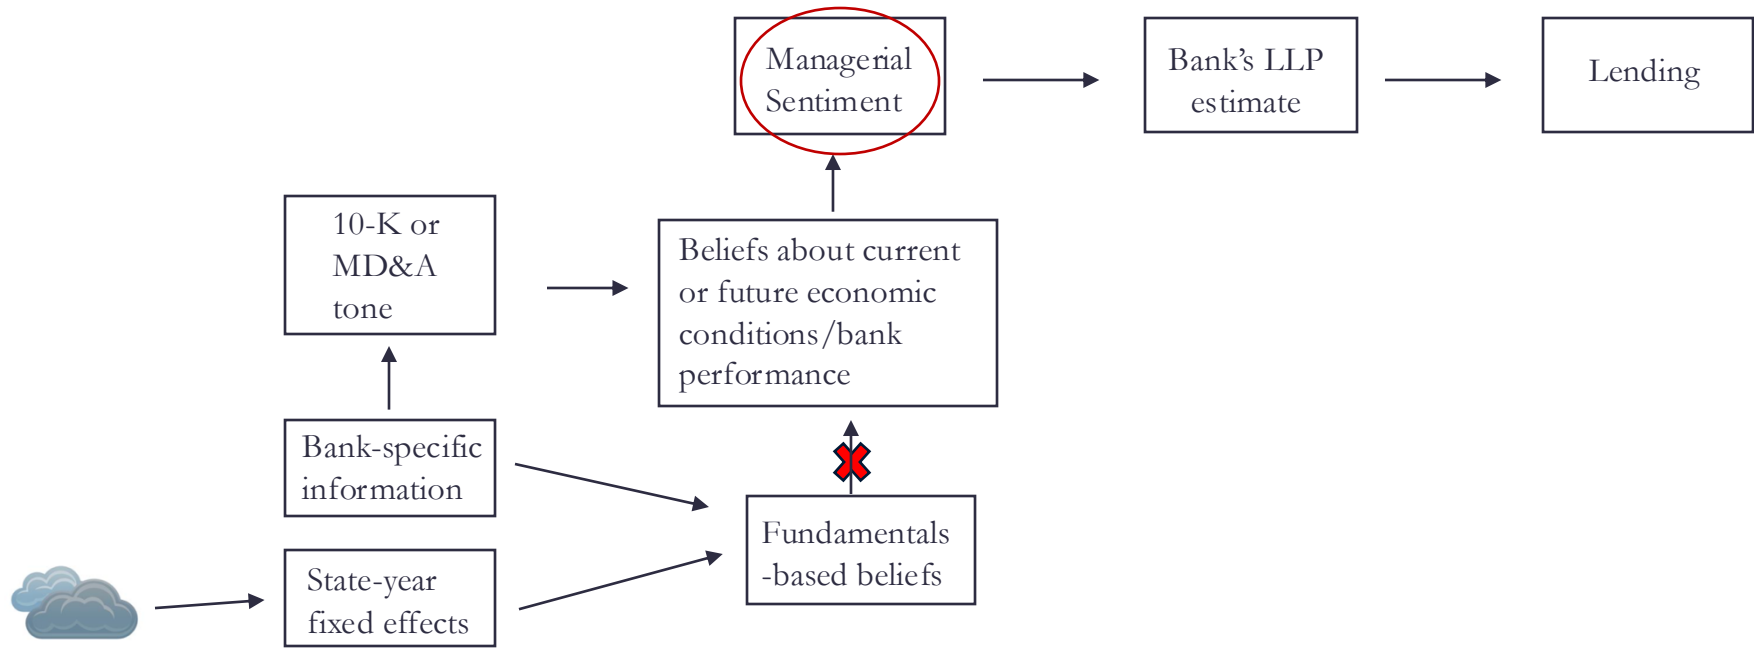 Managerial
Sentiment
Bank’s LLP
estimate
Lending
10-K or
MD&A
tone
Beliefs about current
or future economic
conditions/bank
performance
Bank-specific
information
Fundamentals
-based beliefs
State-year
fixed effects